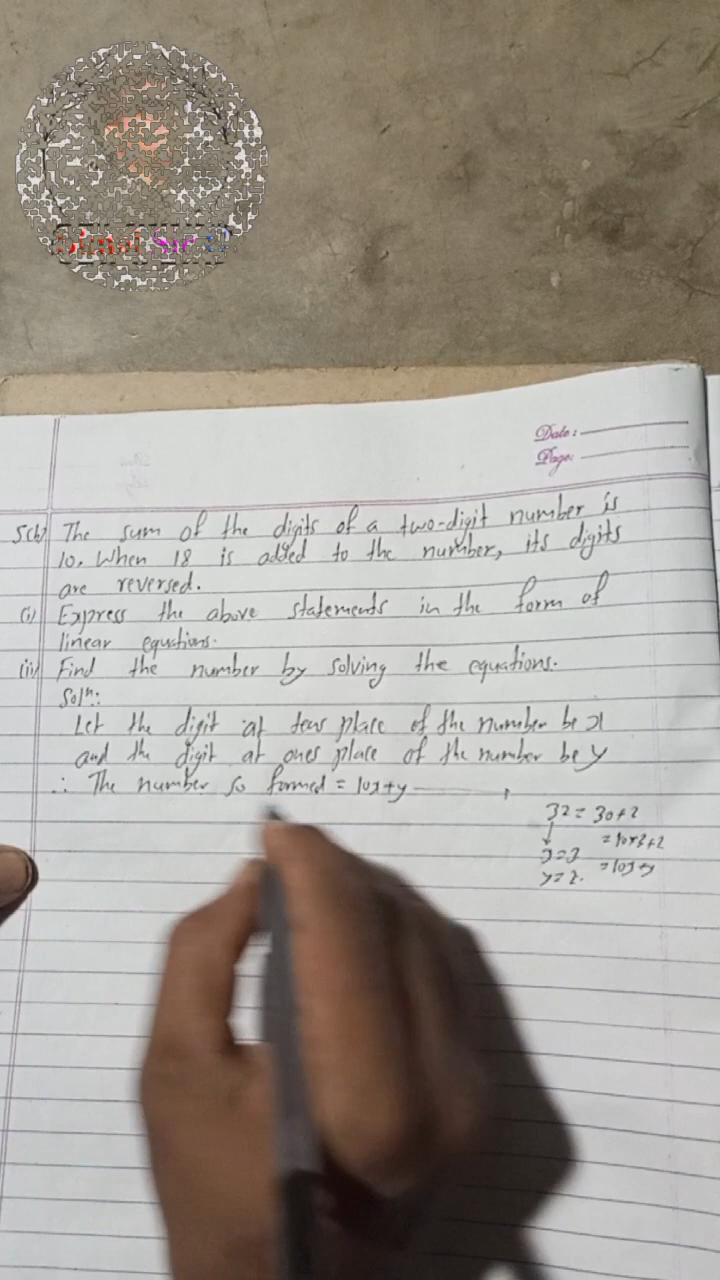 Date:
Page:
5(b) The sum of the digits of a two-digit number is
10. When 18 is added to the number, its digits
are reversed.
(i) Express the above statements in the form of
linear equations.
(ii) Find the number by solving the equations.
Solⁿ:
Let the digit at tens place of the number be x
and the digit at ones place of the number be y
∴ The number so formed = 10x+y
32 = 30+2
= 10×3+2
x=3
= 10x+y
y=2.